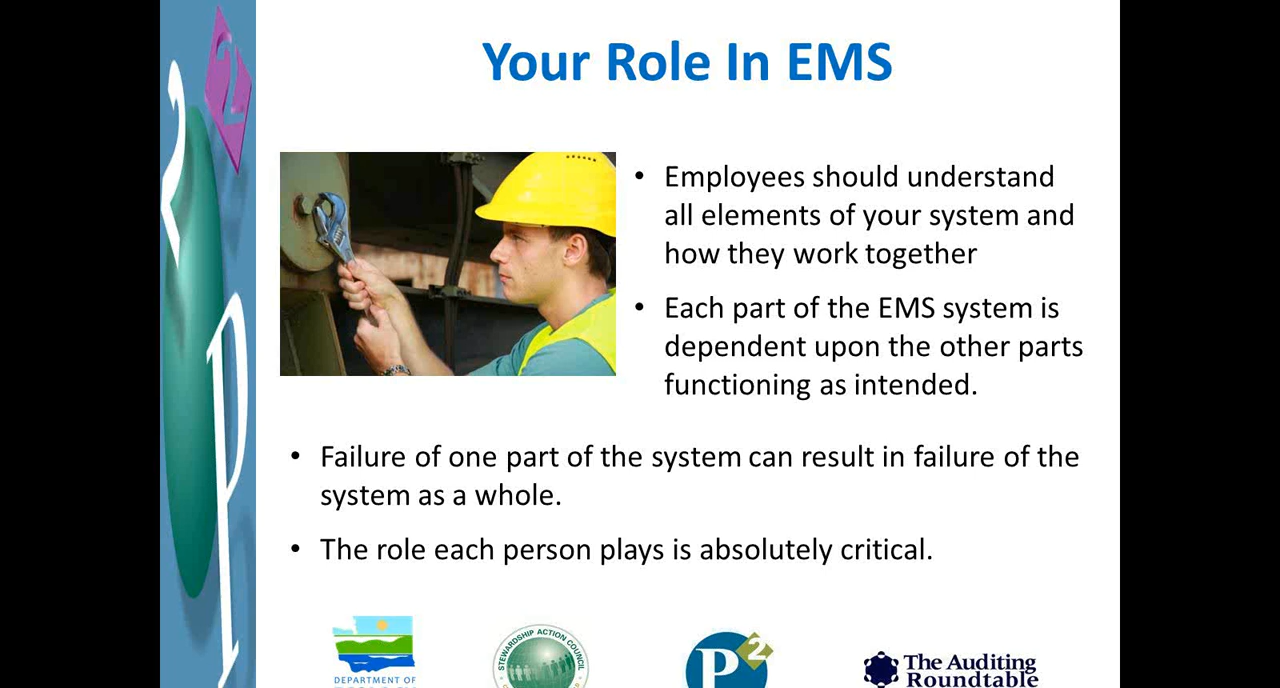 Your Role In EMS
• Employees should understand
all elements of your system and
how they work together
• Each part of the EMS system is
dependent upon the other parts
functioning as intended.
• Failure of one part of the system can result in failure of the
system as a whole.
• The role each person plays is absolutely critical.
P2
DEPARTMENT OF
STEWARDSHIP ACTION COUNCIL
P2
The Auditing
Roundtable